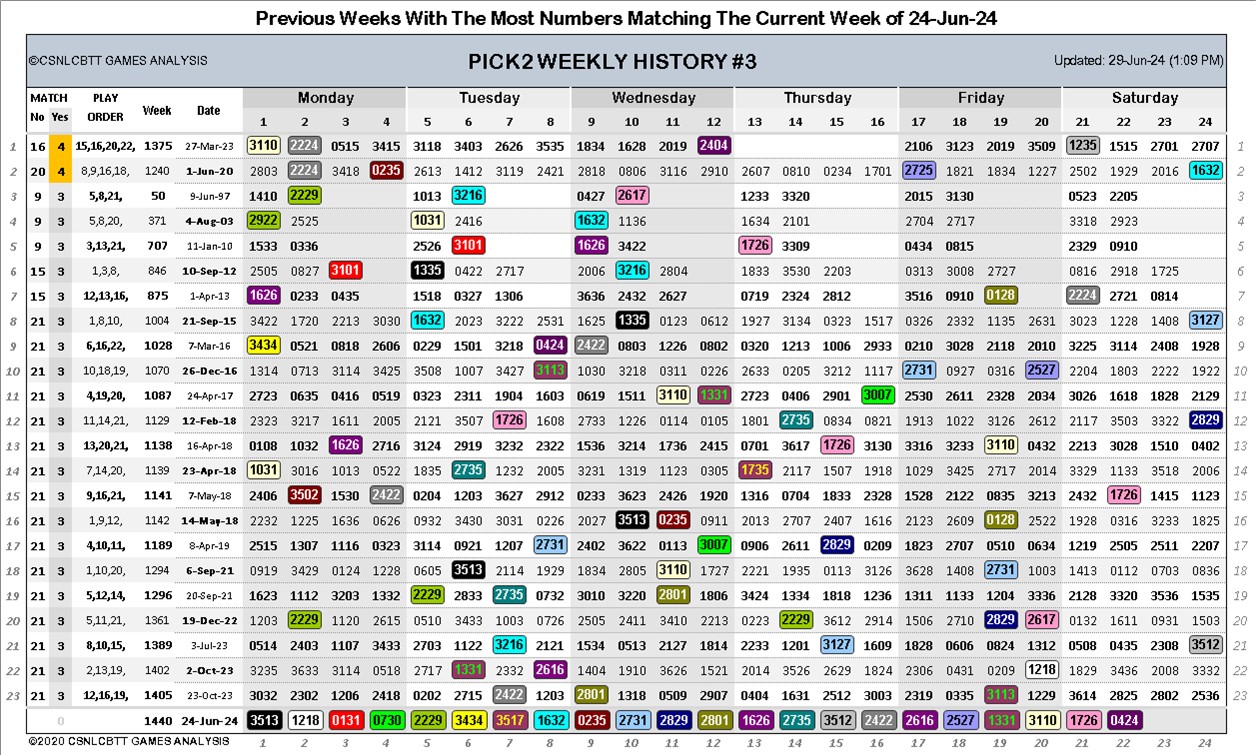 Previous Weeks With The Most Numbers Matching The Current Week of 24-Jun-24
©CSNLCBTT GAMES ANALYSIS PICK2 WEEKLY HISTORY #3 Updated: 29-Jun-24 (1:09 PM)
MATCH PLAY Week Date Monday Tuesday Wednesday Thursday Friday Saturday
No Yes ORDER 1 2 3 4 5 6 7 8 9 10 11 12 13 14 15 16 17 18 19 20 21 22 23 24
1 16 4 15,16,20,22, 1375 27-Mar-23 3110 2224 0515 3415 3118 3403 2626 3535 1834 1628 2019 2404 2106 3123 2019 3509 1235 1515 2701 2707 1
2 20 4 8,9,16,18, 1240 1-Jun-20 2803 2224 3418 0235 2613 1412 3119 2421 2818 0806 3116 2910 2607 0810 0234 1701 2725 1821 1834 1227 2502 1929 2016 1632 2
3 9 3 5,8,21, 50 9-Jun-97 1410 2229 1013 3216 0427 2617 1233 3320 2015 3130 0523 2205 3
4 9 3 5,8,20, 371 4-Aug-03 2922 2525 1031 2416 1632 1136 1634 2101 2704 2717 3318 2923 4
5 9 3 3,13,21, 707 11-Jan-10 1533 0336 2526 6101 1626 3422 1726 3309 0434 0815 2329 0910 5
6 15 3 1,3,8, 846 10-Sep-12 2505 0827 3101 1335 0422 2717 2006 3216 2804 1833 3530 2203 0313 3008 2727 0816 2918 1725 6
7 15 3 12,13,16, 875 1-Apr-13 1626 0233 0435 1518 0327 1306 3636 2432 2627 0719 2324 2812 3516 0910 0128 2224 2721 0814 7
8 21 3 1,8,10, 1004 21-Sep-15 3422 1720 2213 3030 1632 2023 3222 2531 1625 1335 0123 0612 1927 3134 0323 1517 0326 2332 1135 2631 3023 1228 1408 3127 8
9 21 3 6,16,22, 1028 7-Mar-16 3434 0521 0818 2606 0229 1501 3218 0424 2422 0803 1226 0802 0320 1213 1006 2933 0210 3028 2118 2010 3225 3114 2408 1928 9
10 21 3 10,18,19, 1070 26-Dec-16 1314 0713 3114 3425 3508 1007 3427 3113 1030 3218 0311 0226 2633 0205 3212 1117 2731 0927 0316 2527 2204 1803 2222 1922 10
11 21 3 4,19,20, 1087 24-Apr-17 2723 0635 0416 0519 0323 2311 1904 1603 0619 1511 3110 1331 2723 0406 2901 3007 2530 2611 2328 2034 3026 1618 1828 2129 11
12 21 3 11,14,21, 1129 12-Feb-18 2323 3217 1611 2005 2121 3507 1726 1608 2733 1226 0114 0105 1801 2735 0834 0821 1913 1022 3126 2612 2117 3503 3322 2829 12
13 21 3 13,20,21, 1138 16-Apr-18 0108 1032 1626 2716 3124 2919 3232 2322 1536 3214 1736 2415 0701 3617 1726 3130 3316 3233 3110 0432 2213 3028 1510 0402 13
14 21 3 7,14,20, 1139 23-Apr-18 1031 3016 1013 0522 1835 2735 1232 2005 3231 1319 1123 0305 1735 2117 1507 1918 1029 3425 2717 2014 3329 1133 3518 2006 14
15 21 3 9,16,21, 1141 7-May-18 2406 3502 1530 2422 0204 1203 3627 2912 0233 3623 2426 1920 1316 0704 1833 2328 1528 2122 0835 3213 2432 1726 1415 1123 15
16 21 3 1,9,12, 1142 14-May-18 2232 1225 1636 0626 0932 3430 3031 0226 2027 3513 0235 0911 2013 2707 2407 1616 2123 2609 0128 2522 1928 0316 3233 1825 16
17 21 3 4,10,11, 1189 8-Apr-19 2515 1307 1116 0323 3114 0921 1207 2731 2402 3622 0113 3007 0906 2611 2829 0209 1823 2707 0510 0634 1219 2505 2511 2207 17
18 21 3 1,10,20, 1294 6-Sep-21 0919 3429 0124 1228 0605 3513 2114 1929 1834 2805 3110 1727 2221 1935 0113 3126 3628 1408 2731 1003 1413 0112 0703 0836 18
19 21 3 5,12,14, 1296 20-Sep-21 1623 1112 3203 1332 2229 2833 2735 0732 3010 3220 2801 1806 3424 1334 1818 1236 1311 1133 1204 3336 2128 3320 3536 1535 19
20 21 3 5,11,21, 1361 19-Dec-22 3020 2229 1120 2615 0510 3433 1003 0726 2505 2411 3410 2213 0223 2229 3612 2914 1506 2710 2829 2617 0132 1611 0931 1503 20
21 21 3 8,10,15, 1389 3-Jul-23 0514 2403 1107 3433 2703 1122 3216 2121 1534 0513 2127 1814 2233 1201 3127 1609 1828 0606 0824 1312 0508 0435 2308 3512 21
22 21 3 2,13,19, 1402 2-Oct-23 3235 3633 3114 0518 2717 1331 2332 2616 1404 1910 3626 1521 2014 3526 2629 1824 2306 0431 0209 1218 1829 3436 2008 3332 22
23 21 3 12,16,19, 1405 23-Oct-23 3032 2302 1206 2418 0202 2715 2422 1203 2801 1318 0509 2907 0404 1631 2512 3003 2319 0335 3113 1229 3614 2825 2802 2536 23
0 1440 24-Jun-24 3513 1218 0131 0730 2229 3434 3517 1632 0235 2731 2829 2801 1626 2735 3512 2422 2616 2527 1331 3110 1726 0424
©2020 CSNLCBTT GAMES ANALYSIS 1 2 3 4 5 6 7 8 9 10 11 12 13 14 15 16 17 18 19 20 21 22 23 24